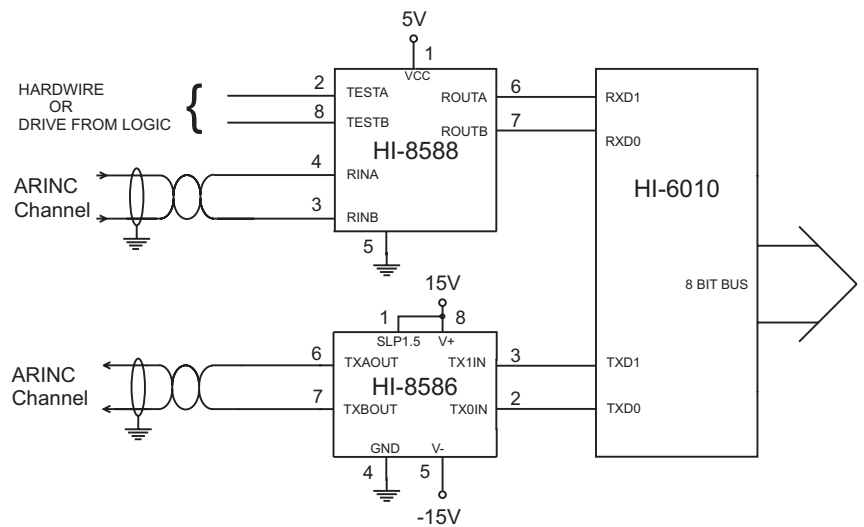 5V
1
VCC
HARDWIRE
OR
DRIVE FROM LOGIC
{
2
TESTA
8
TESTB
ROUTA
6
RXD1
ROUTB
7
RXD0
HI-8588
HI-6010
ARINC
Channel
4
RINA
3
RINB
5
8 BIT BUS
15V
1
8
SLP1.5
V+
ARINC
Channel
6
TXAOUT
TX1IN
3
TXD1
HI-8586
7
TXBOUT
TX0IN
2
TXD0
GND
V-
4
5
-15V